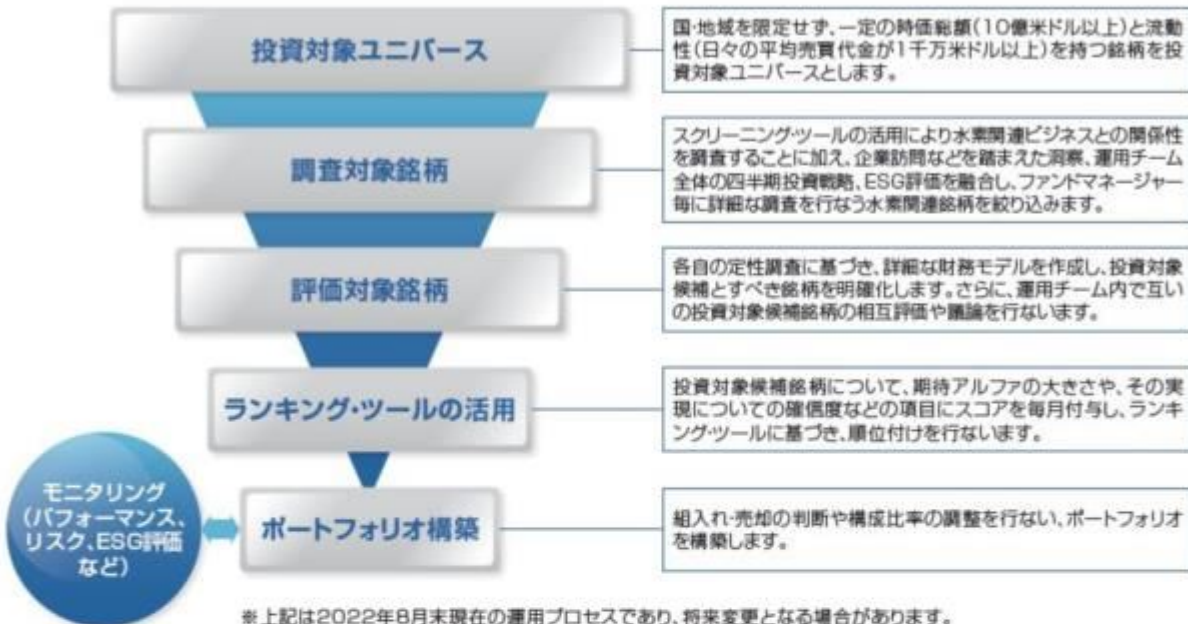 投資対象ユニバース
国・地域を限定せず、一定の時価総額(10億米ドル以上)と流動
性(日々の平均売買代金が1千万米ドル以上)を持つ銘柄を投
資対象ユニバースとします。
調査対象銘柄
スクリーニング・ツールの活用により水素関連ビジネスとの関係性
を調査することに加え、企業訪問などを踏まえた洞察、運用チーム
全体の四半期投資戦略、ESG評価を融合し、ファンドマネージャー
毎に詳細な調査を行なう水素関連銘柄を絞り込みます。
評価対象銘柄
各自の定性調査に基づき、詳細な財務モデルを作成し、投資対象
候補とすべき銘柄を明確化します。さらに、運用チーム内で互い
の投資対象候補銘柄の相互評価や議論を行ないます。
ランキング・ツールの活用
投資対象候補銘柄について、期待アルファの大きさや、その実
現についての確信度などの項目にスコアを毎月付与し、ランキ
ング・ツールに基づき、順位付けを行ないます。
モニタリング
(パフォーマンス、
リスク、ESG評価
など)
ポートフォリオ構築
組入れ・売却の判断や構成比率の調整を行ない、ポートフォリオ
を構築します。
※上記は2022年8月末現在の運用プロセスであり、将来変更となる場合があります。